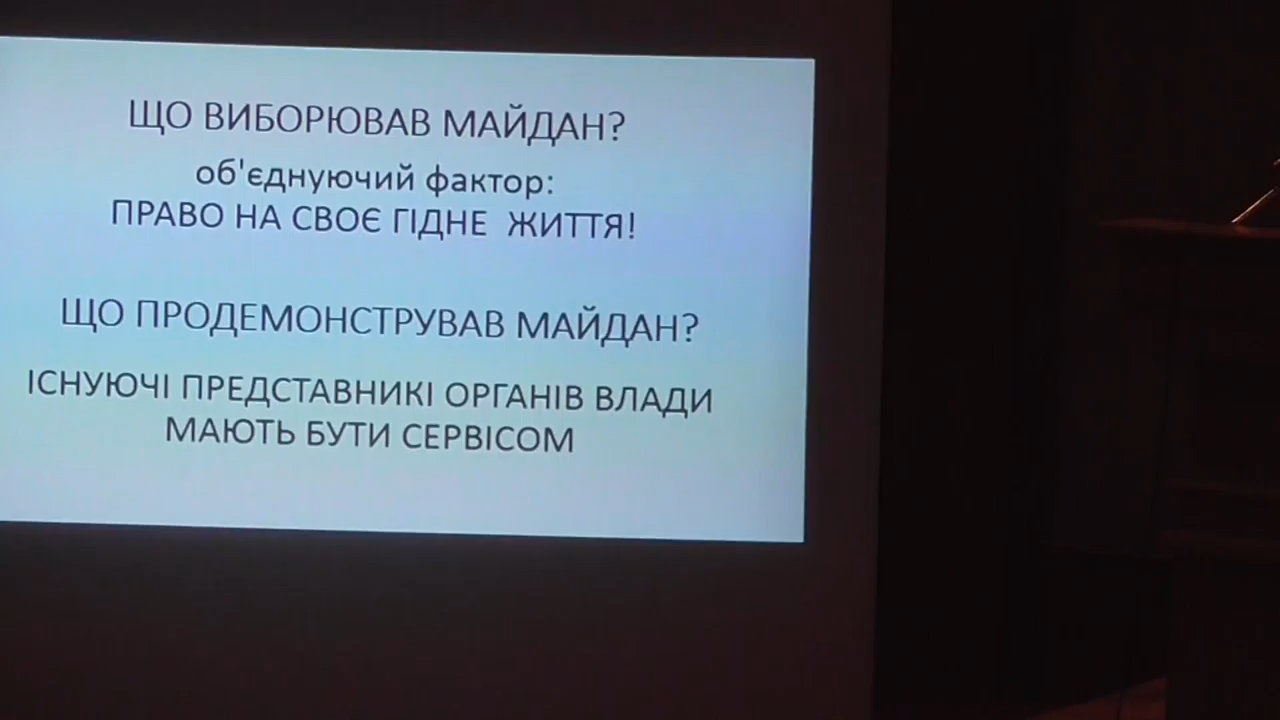 ЩО ВИБОРЮВАВ МАЙДАН?
об'єднуючий фактор:
ПРАВО НА СВОЄ ГІДНЕ ЖИТТЯ!
ЩО ПРОДЕМОНСТРУВАВ МАЙДАН?
ІСНУЮЧІ ПРЕДСТАВНИКІ ОРГАНІВ ВЛАДИ
МАЮТЬ БУТИ СЕРВІСОМ